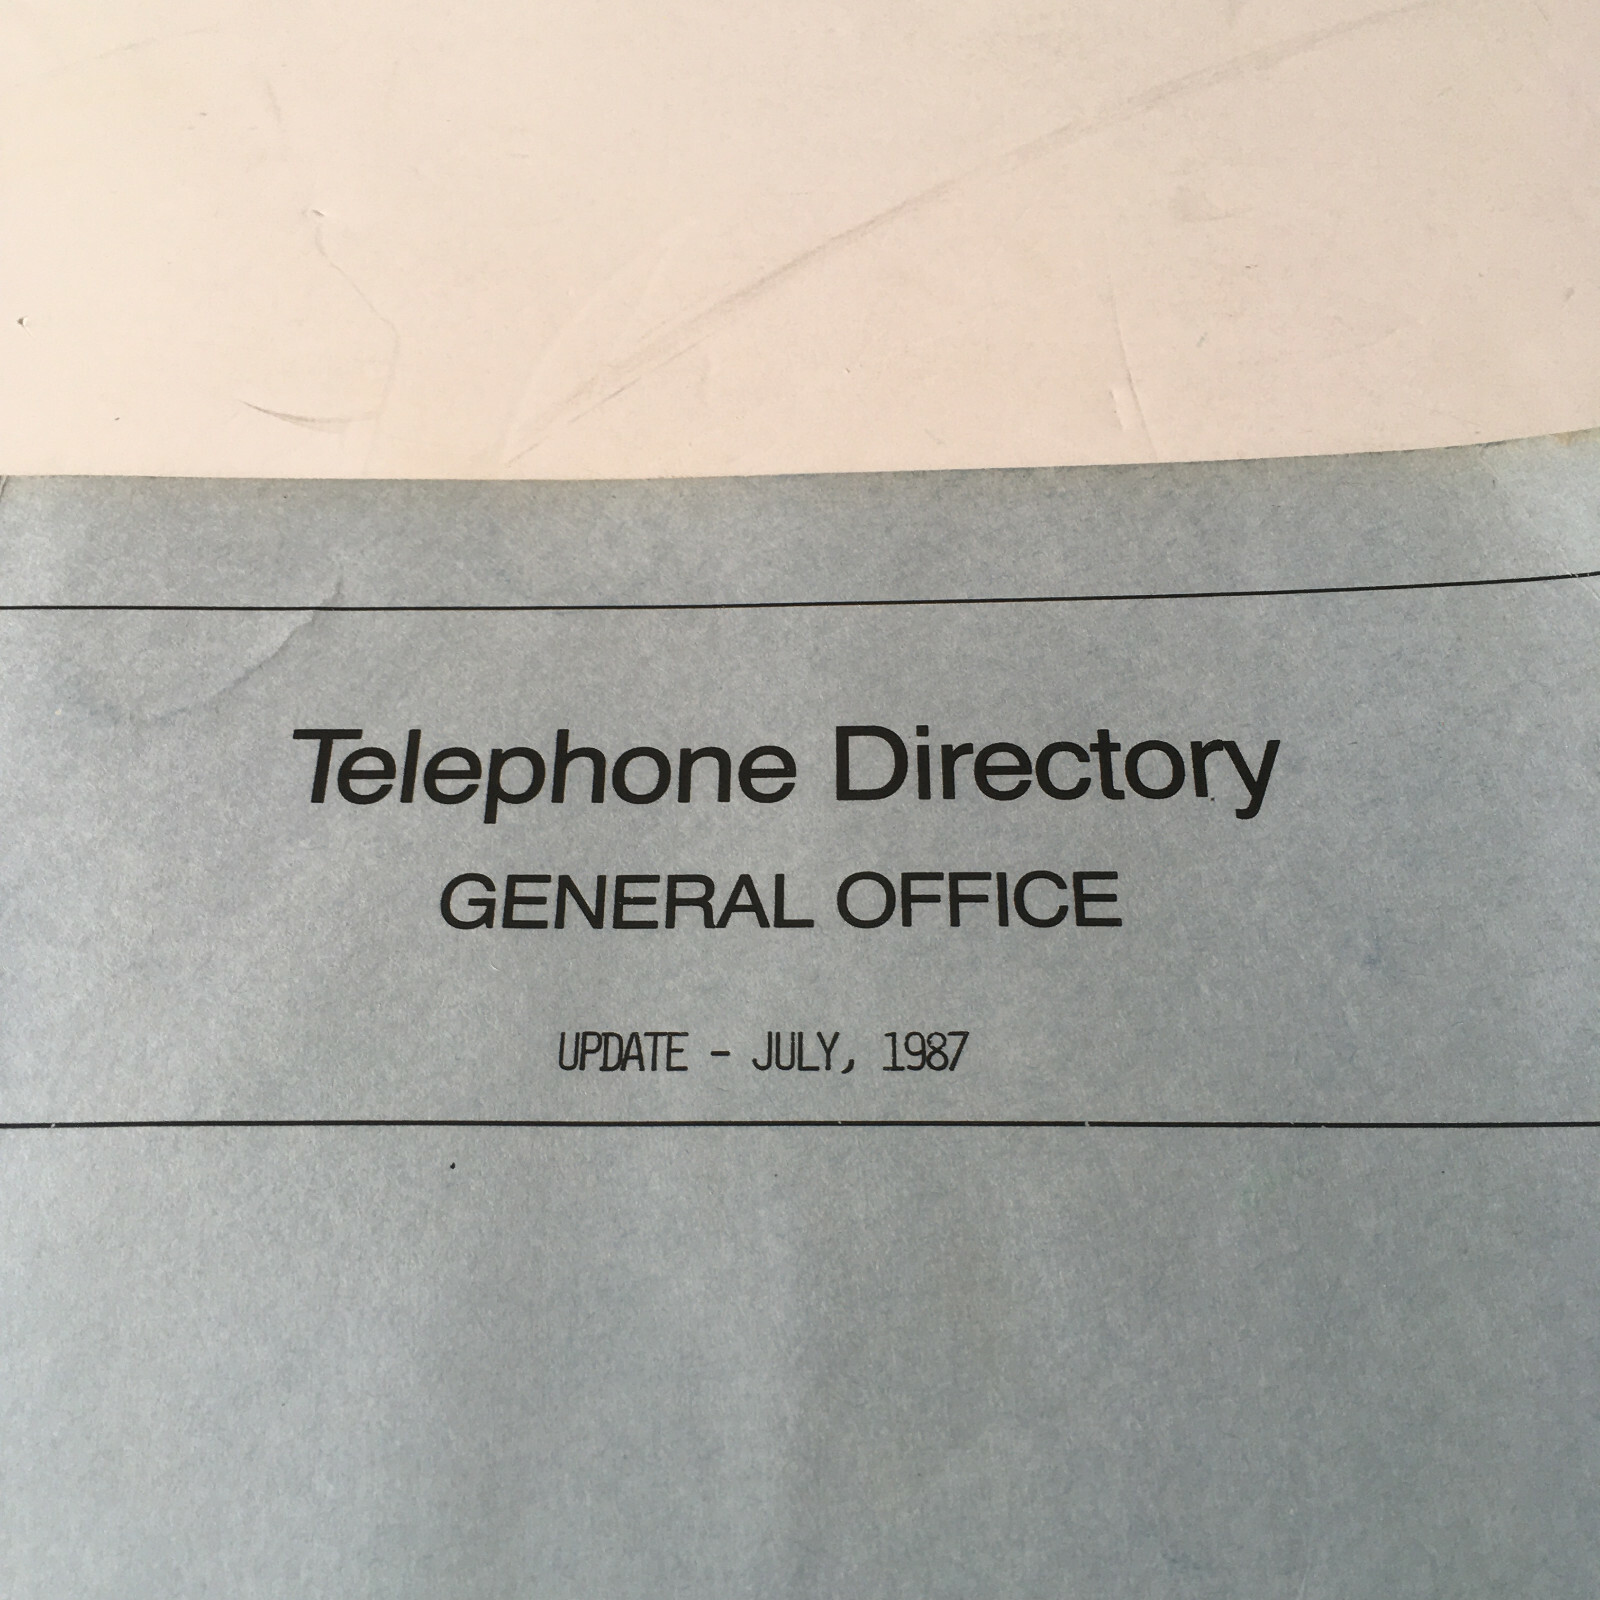 Telephone Directory
GENERAL OFFICE
UPDATE - JULY, 1987